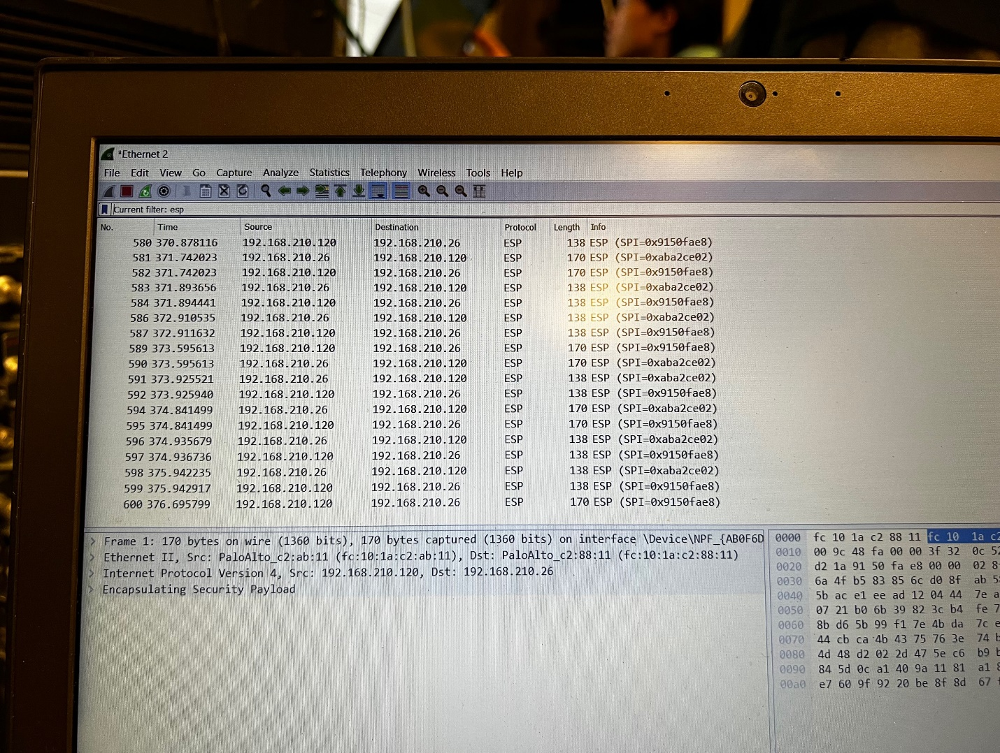 *Ethernet 2
File Edit View Go Capture Analyze Statistics Telephony Wireless Tools Help
Current filter: esp
No. Time Source Destination Protocol Length Info
580 370.878116 192.168.210.120 192.168.210.26 ESP 138 ESP (SPI=0x9150fae8)
581 371.742023 192.168.210.26 192.168.210.120 ESP 170 ESP (SPI=0xaba2ce02)
582 371.742023 192.168.210.120 192.168.210.26 ESP 170 ESP (SPI=0x9150fae8)
583 371.893656 192.168.210.26 192.168.210.120 ESP 138 ESP (SPI=0xaba2ce02)
584 371.894441 192.168.210.120 192.168.210.26 ESP 138 ESP (SPI=0x9150fae8)
586 372.910535 192.168.210.26 192.168.210.120 ESP 138 ESP (SPI=0xaba2ce02)
587 372.911632 192.168.210.120 192.168.210.26 ESP 138 ESP (SPI=0x9150fae8)
589 373.595613 192.168.210.120 192.168.210.26 ESP 170 ESP (SPI=0x9150fae8)
590 373.595613 192.168.210.26 192.168.210.120 ESP 170 ESP (SPI=0xaba2ce02)
591 373.925521 192.168.210.26 192.168.210.120 ESP 138 ESP (SPI=0xaba2ce02)
592 373.925940 192.168.210.120 192.168.210.26 ESP 138 ESP (SPI=0x9150fae8)
594 374.841499 192.168.210.26 192.168.210.120 ESP 170 ESP (SPI=0xaba2ce02)
595 374.841499 192.168.210.120 192.168.210.26 ESP 170 ESP (SPI=0x9150fae8)
596 374.935679 192.168.210.26 192.168.210.120 ESP 138 ESP (SPI=0xaba2ce02)
597 374.936736 192.168.210.120 192.168.210.26 ESP 138 ESP (SPI=0x9150fae8)
598 375.942235 192.168.210.26 192.168.210.120 ESP 138 ESP (SPI=0xaba2ce02)
599 375.942917 192.168.210.120 192.168.210.26 ESP 138 ESP (SPI=0x9150fae8)
600 376.695799 192.168.210.120 192.168.210.26 ESP 170 ESP (SPI=0x9150fae8)
Frame 1: 170 bytes on wire (1360 bits), 170 bytes captured (1360 bits) on interface \Device\NPF_{AB0F6D
Ethernet II, Src: PaloAlto_c2:ab:11 (fc:10:1a:c2:ab:11), Dst: PaloAlto_c2:88:11 (fc:10:1a:c2:88:11)
Internet Protocol Version 4, Src: 192.168.210.120, Dst: 192.168.210.26
Encapsulating Security Payload
0000 fc 10 1a c2 88 11 fc 10 1a c2
0010 00 9c 48 fa 00 00 3f 32 0c 52
0020 d2 1a 91 50 fa e8 00 00 02
0030 6a 4f b5 83 85 6c d0 8f ab
0040 5b ac e1 ee ad 12 04 44 7e
0050 07 21 b0 6b 39 82 3c b4 fe
0060 8b d6 5b 99 f1 7e 4b da 7c
0070 44 cb ca 4b 43 75 76 3e 74
0080 4d 48 d2 02 2d 47 5e c6 b9
0090 84 5d 0c a1 40 9a 11 81 a1
00a0 e7 60 9f 92 20 be 8f 8d 67